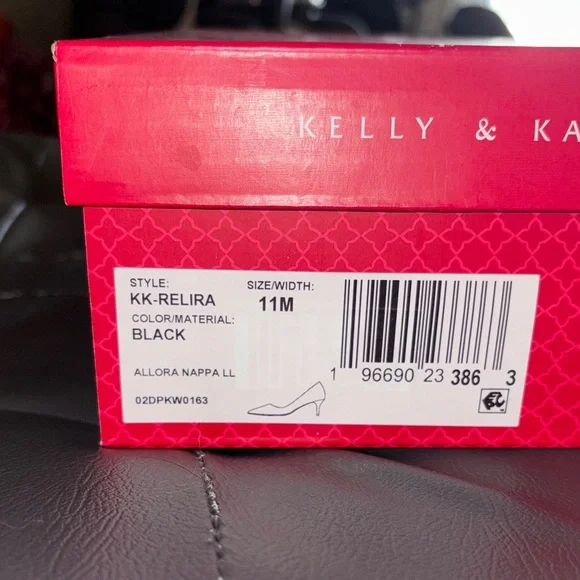 KELLY & KA
STYLE: SIZE/WIDTH:
KK-RELIRA 11M
COLOR/MATERIAL:
BLACK
ALLORA NAPPA LL
02DPKW0163
1 96690 23 386 3